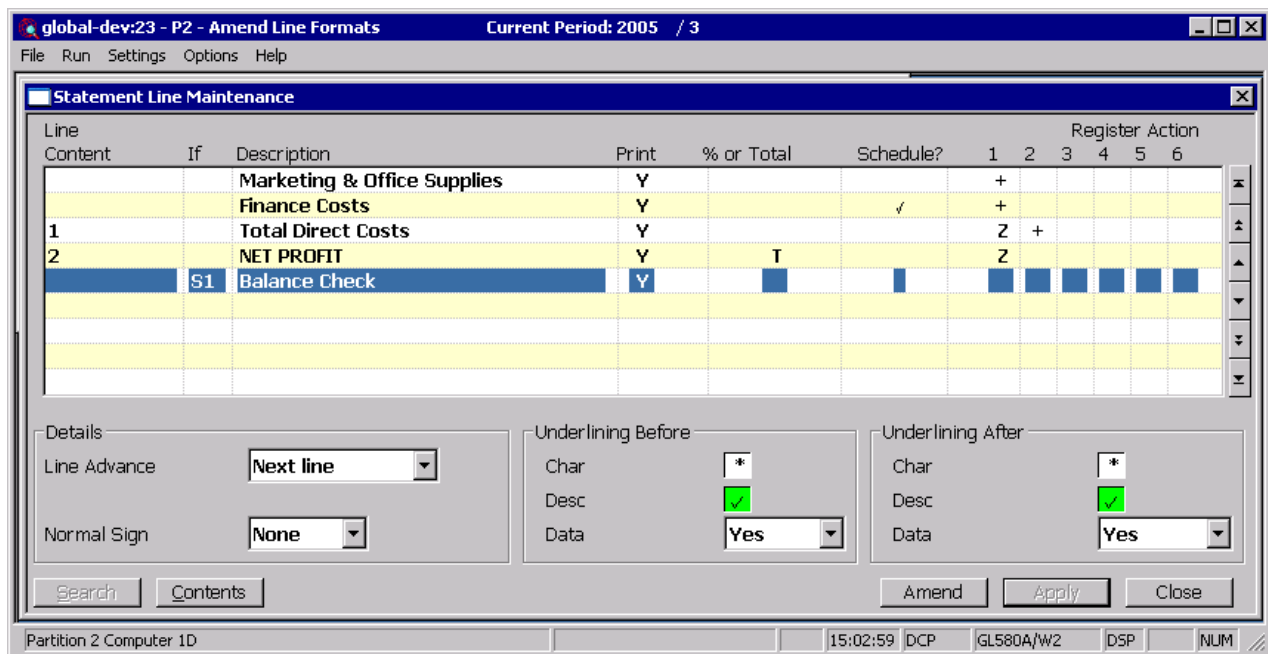 global-dev:23 - P2 - Amend Line Formats Current Period: 2005 / 3
File Run Settings Options Help
Statement Line Maintenance
Line Register Action
Content If Description Print % or Total Schedule? 1 2 3 4 5 6
Marketing & Office Supplies Y +
Finance Costs Y ✓ +
1 Total Direct Costs Y Z +
2 NET PROFIT Y T Z
S1 Balance Check Y
Details Underlining Before Underlining After
Line Advance Next line Char * Char *
Desc ✓ Desc ✓
Normal Sign None Data Yes Data Yes
Search Contents Amend Apply Close
Partition 2 Computer 1D 15:02:59 DCP GL580A/W2 DSP NUM